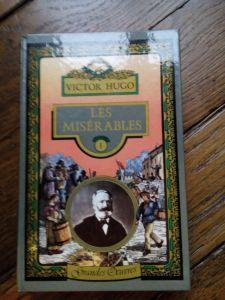 VICTOR HUGO
LES
MISÉRABLES
1
Grandes Œuvres